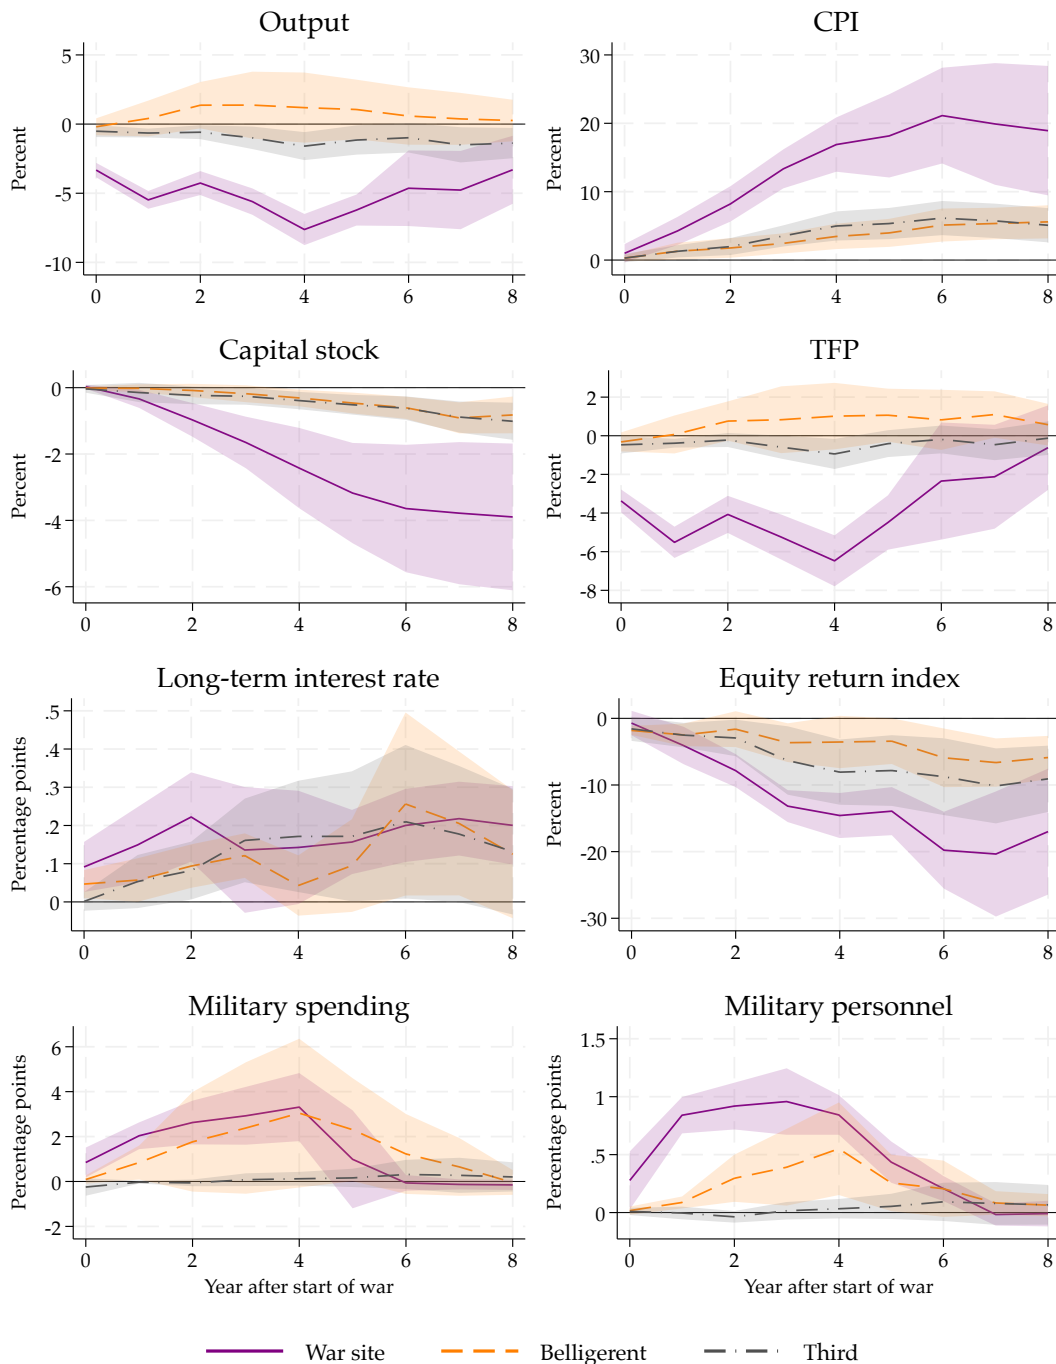 Output
Percent
5
0
-5
-10
0 2 4 6 8
CPI
Percent
30
20
10
0
0 2 4 6 8
Capital stock
Percent
0
-2
-4
-6
0 2 4 6 8
TFP
Percent
2
0
-2
-4
-6
-8
0 2 4 6 8
Long-term interest rate
Percentage points
.5
.4
.3
.2
.1
0
0 2 4 6 8
Equity return index
Percent
0
-10
-20
-30
0 2 4 6 8
Military spending
Percentage points
6
4
2
0
-2
0 2 4 6 8
Year after start of war
Military personnel
Percentage points
1.5
1
.5
0
0 2 4 6 8
Year after start of war
War site Belligerent Third